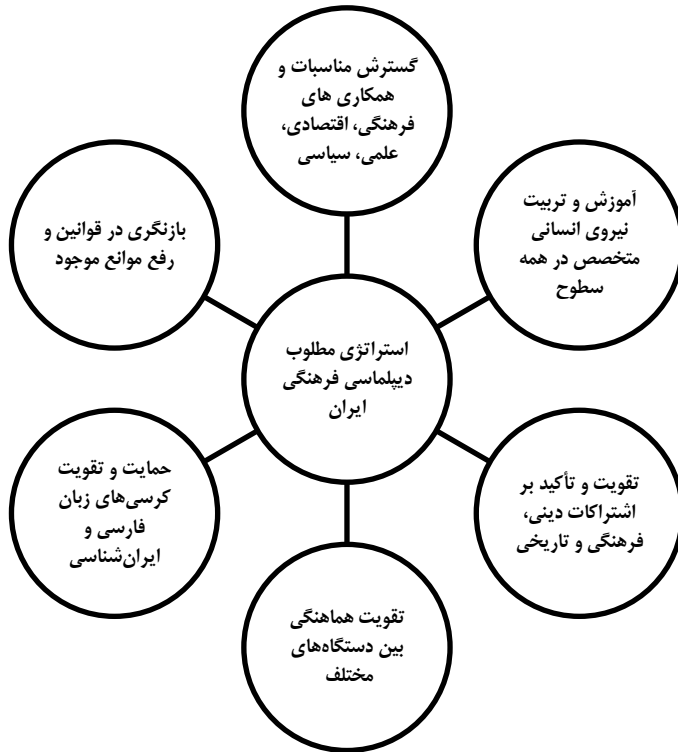 گسترش مناسبات و
همکاری های
فرهنگی، اقتصادی،
علمی، سیاسی
آموزش و تربیت
نیروی انسانی
متخصص در همه
سطوح
بازنگری در قوانین و
رفع موانع موجود
استراتژی مطلوب
دیپلماسی فرهنگی
ایران
تقویت و تأکید بر
اشتراکات دینی،
فرهنگی و تاریخی
حمایت و تقویت
کرسی‌های زبان
فارسی و
ایران‌شناسی
تقویت هماهنگی
بین دستگاه‌های
مختلف